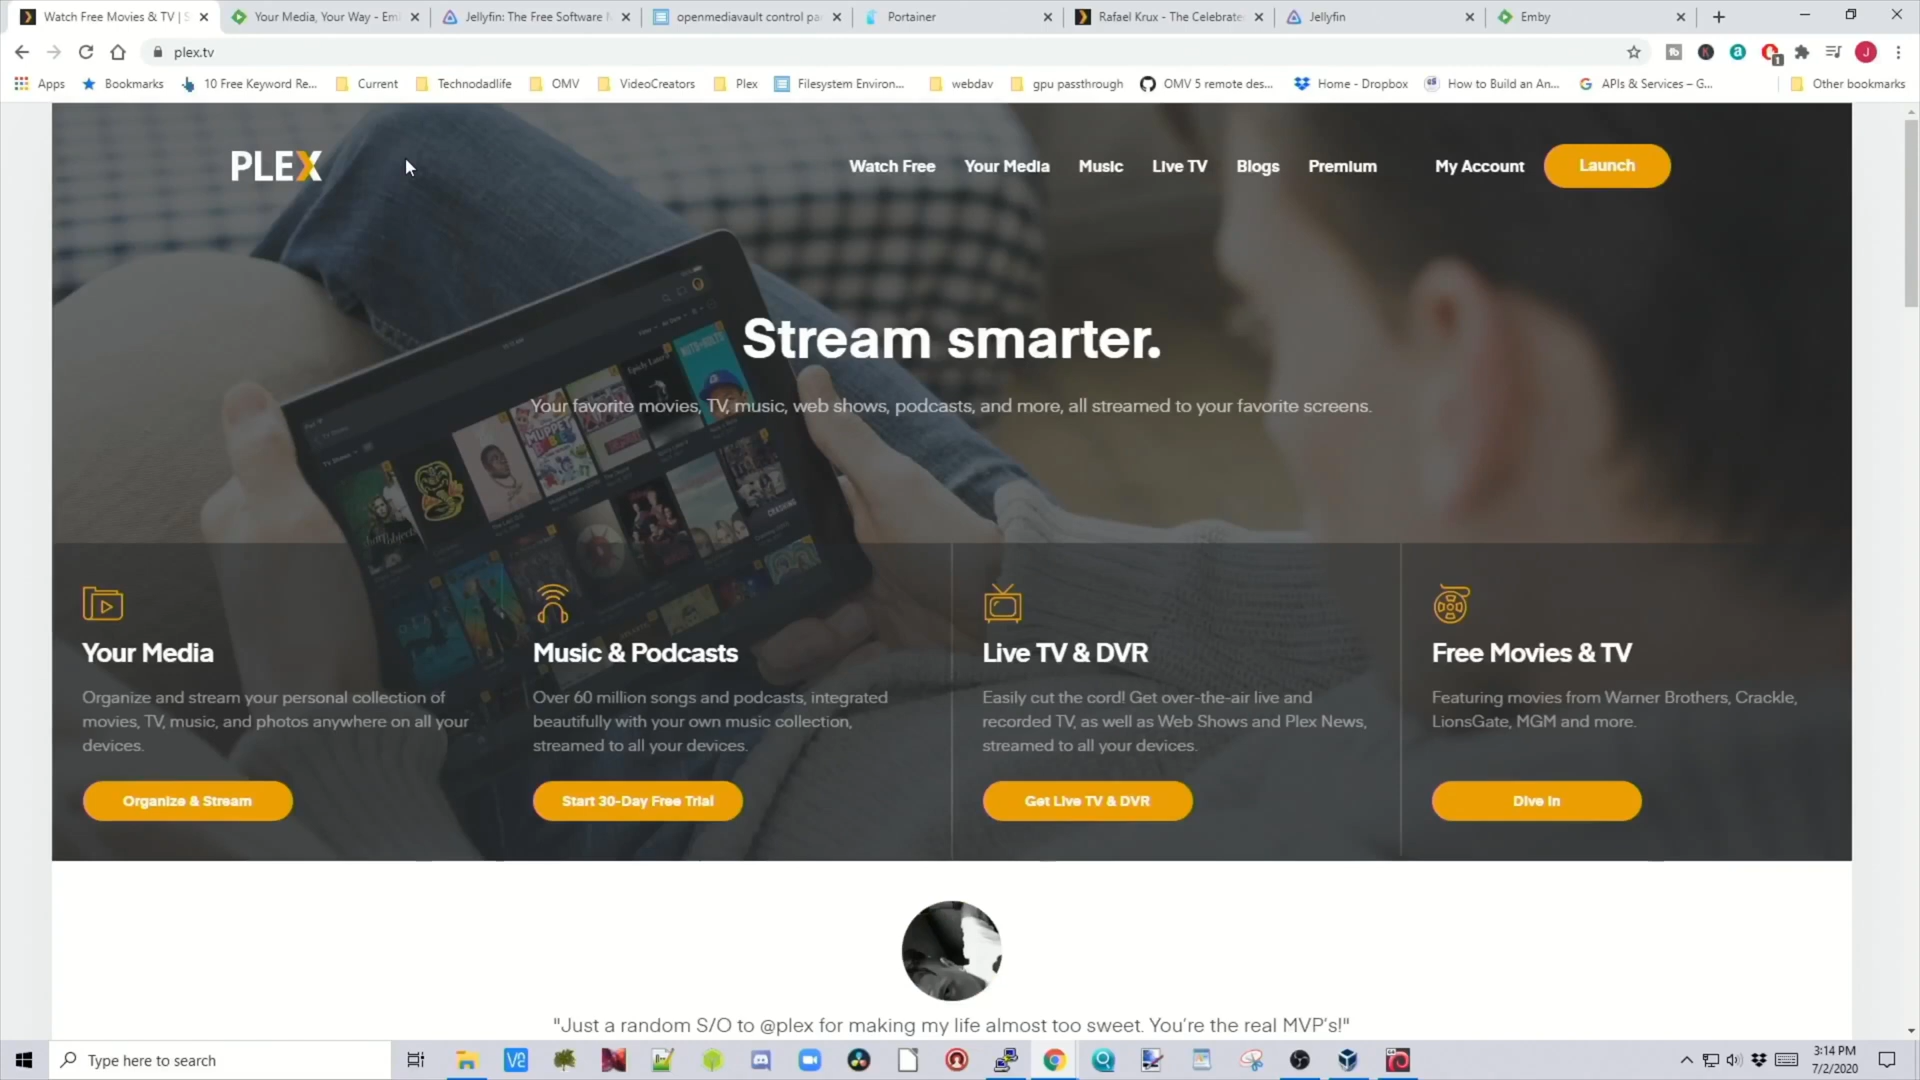 Watch Free Movies & TV | S
Your Media, Your Way - Em
Jellyfin: The Free Software M
openmediavault control pa
Portainer
Rafael Krux - The Celebrate
Jellyfin
Emby
plex.tv
Apps
Bookmarks
10 Free Keyword Re...
Current
Technodadlife
OMV
VideoCreators
Plex
Filesystem Environ...
webdav
gpu passthrough
OMV 5 remote des...
Home - Dropbox
How to Build an An...
APIs & Services – G...
Other bookmarks
PLEX
Watch Free
Your Media
Music
Live TV
Blogs
Premium
My Account
Launch
Stream smarter.
Your favorite movies, TV, music, web shows, podcasts, and more, all streamed to your favorite screens.
Your Media
Organize and stream your personal collection of
movies, TV, music, and photos anywhere on all your
devices.
Organize & Stream
Music & Podcasts
Over 60 million songs and podcasts, integrated
beautifully with your own music collection,
streamed to all your devices.
Start 30-Day Free Trial
Live TV & DVR
Easily cut the cord! Get over-the-air live and
recorded TV, as well as Web Shows and Plex News,
streamed to all your devices.
Get Live TV & DVR
Free Movies & TV
Featuring movies from Warner Brothers, Crackle,
LionsGate, MGM and more.
Dive In
"Just a random S/O to @plex for making my life almost too sweet. You're the real MVP's!"
Type here to search
3:14 PM
7/2/2020